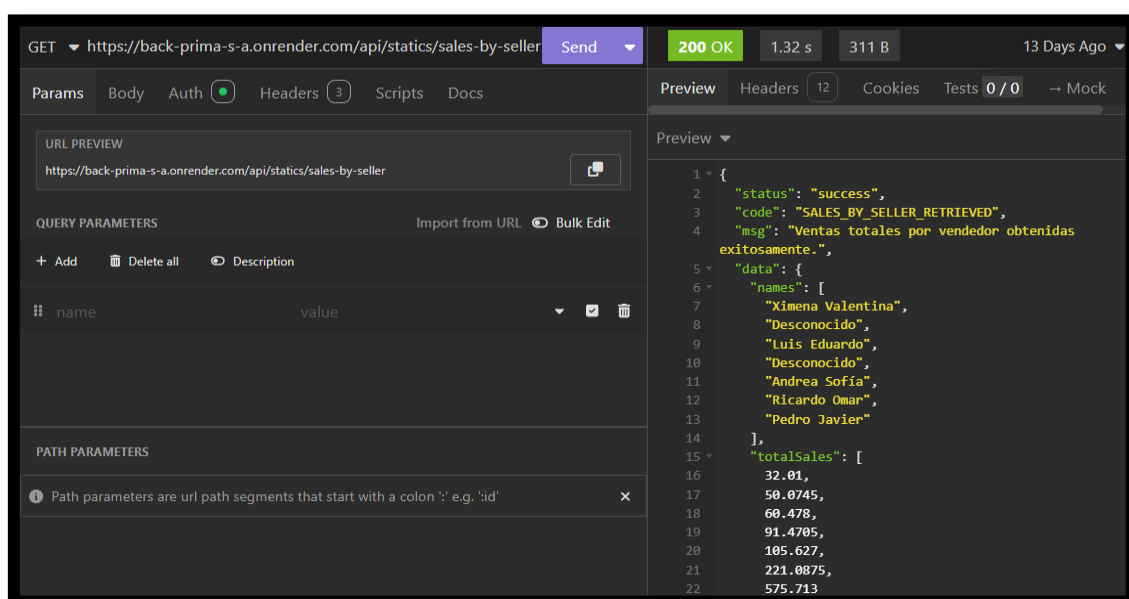 GET https://back-prima-s-a.onrender.com/api/statics/sales-by-seller Send
Params Body Auth Headers 3 Scripts Docs
URL PREVIEW
https://back-prima-s-a.onrender.com/api/statics/sales-by-seller
QUERY PARAMETERS Import from URL Bulk Edit
+ Add Delete all Description
name value
PATH PARAMETERS
Path parameters are url path segments that start with a colon ':' e.g. ':id'
200 OK 1.32 s 311 B 13 Days Ago
Preview Headers 12 Cookies Tests 0 / 0 → Mock
Preview
1 {
2 "status": "success",
3 "code": "SALES_BY_SELLER_RETRIEVED",
4 "msg": "Ventas totales por vendedor obtenidas
exitosamente.",
5 "data": {
6 "names": [
7 "Ximena Valentina",
8 "Desconocido",
9 "Luis Eduardo",
10 "Desconocido",
11 "Andrea Sofía",
12 "Ricardo Omar",
13 "Pedro Javier"
14 ],
15 "totalSales": [
16 32.01,
17 50.0745,
18 60.478,
19 91.4705,
20 105.627,
21 221.0875,
22 575.713